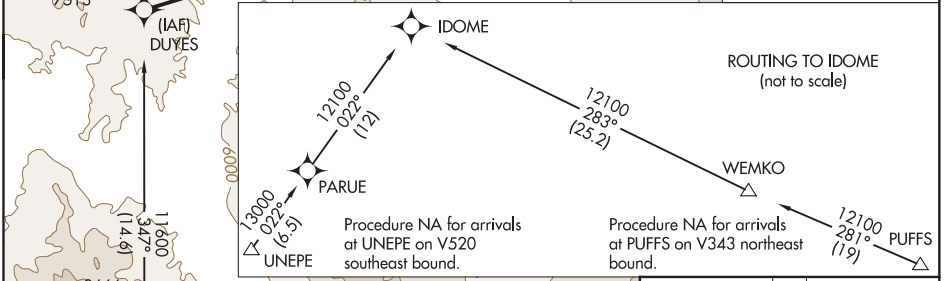 (IAF)
DUYES
11600
347°
(14.6)
6000
IDOME
ROUTING TO IDOME
(not to scale)
12100
022°
(12)
12100
283°
(25.2)
PARUE
WEMKO
13000
022°
(6.5)
UNEPE
Procedure NA for arrivals
at UNEPE on V520
southeast bound.
Procedure NA for arrivals
at PUFFS on V343 northeast
bound.
12100
281°
(19)
PUFFS